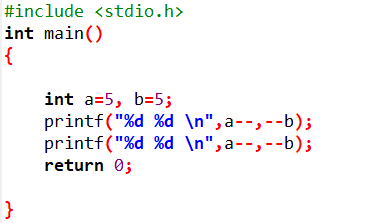 #include <stdio.h>
int main()
{
int a=5, b=5;
printf("%d %d \n",a--,--b);
printf("%d %d \n",a--,--b);
return 0;
}